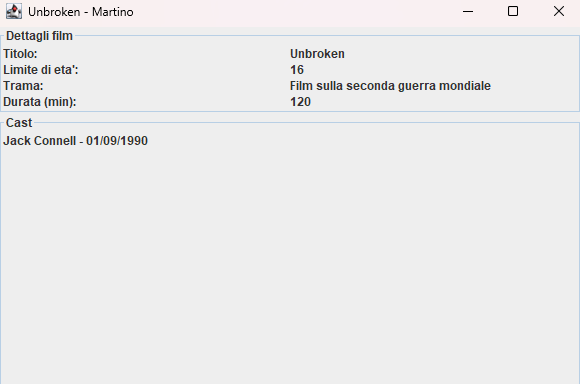 Unbroken - Martino
Dettagli film
Titolo: Unbroken
Limite di eta': 16
Trama: Film sulla seconda guerra mondiale
Durata (min): 120
Cast
Jack Connell - 01/09/1990